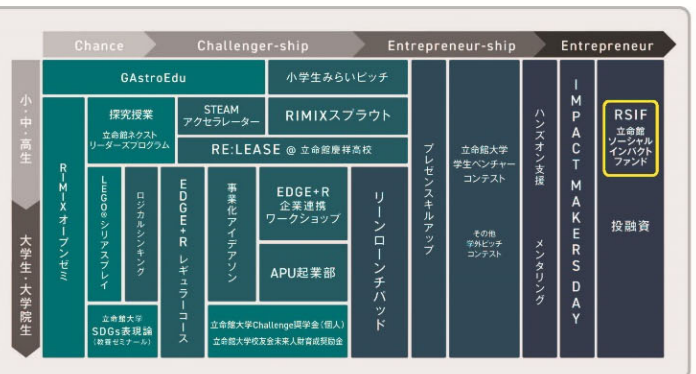 Chance
Challenger-ship
Entrepreneur-ship
Entrepreneur
小・中・高生
大学生・大学院生
GAstroEdu
小学生みらいピッチ
RIMIXオープンゼミ
探究授業
立命館ネクスト
リーダーズプログラム
STEAM
アクセラレーター
RIMIXスプラウト
RE:LEASE @ 立命館慶祥高校
LEGO®シリアスプレイ
ロジカルシンキング
EDGE+R レギュラーコース
事業化アイデアソン
EDGE+R
企業連携
ワークショップ
APU起業部
リーンローンチパッド
立命館大学
SDGs表現論
(教養ゼミナール)
立命館大学Challenge奨学金(個人)
立命館大学校友会未来人財育成奨励金
プレゼンスキルアップ
立命館大学
学生ベンチャー
コンテスト
その他
学外ピッチ
コンテスト
ハンズオン支援
メンタリング
IMPACT MAKERS DAY
RSIF
立命館
ソーシャル
インパクト
ファンド
投融資